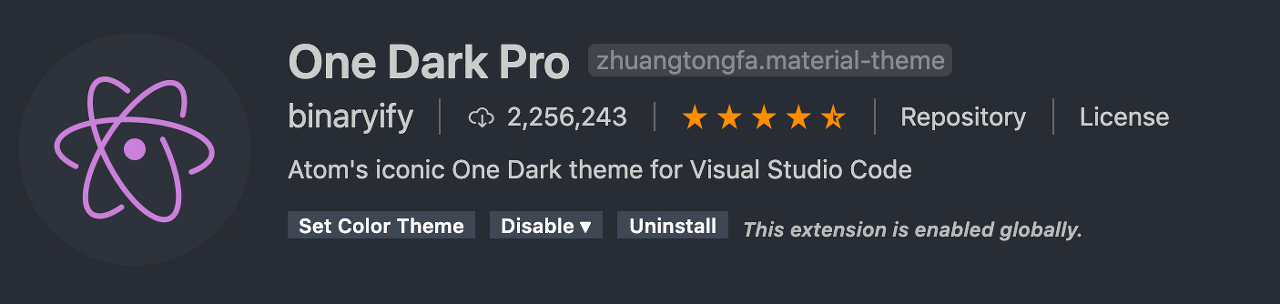 One Dark Pro zhuangtongfa.material-theme
binaryify 2,256,243 Repository License
Atom's iconic One Dark theme for Visual Studio Code
Set Color Theme Disable ▾ Uninstall This extension is enabled globally.